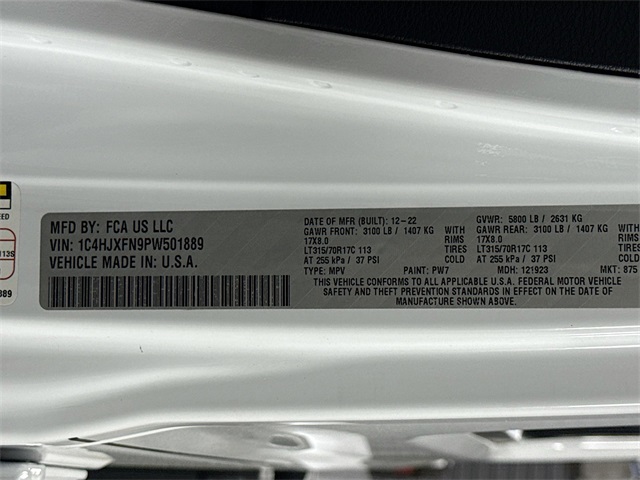 EED
113S
889
MFD BY: FCA US LLC
VIN: 1C4HJXFN9PW501889
VEHICLE MADE IN U.S.A.
DATE OF MFR (BUILT): 12-22 GVWR: 5800 LB / 2631 KG
GAWR FRONT: 3100 LB / 1407 KG WITH GAWR REAR: 3100 LB / 1407 KG WITH
17X8.0 RIMS 17X8.0 RIMS
LT315/70R17C 113 TIRES LT315/70R17C 113 TIRES
AT 255 kPa / 37 PSI COLD AT 255 kPa / 37 PSI COLD
TYPE: MPV PAINT: PW7 MDH: 121923 MKT: 875
THIS VEHICLE CONFORMS TO ALL APPLICABLE U.S.A. FEDERAL MOTOR VEHICLE
SAFETY AND THEFT PREVENTION STANDARDS IN EFFECT ON THE DATE OF
MANUFACTURE SHOWN ABOVE.